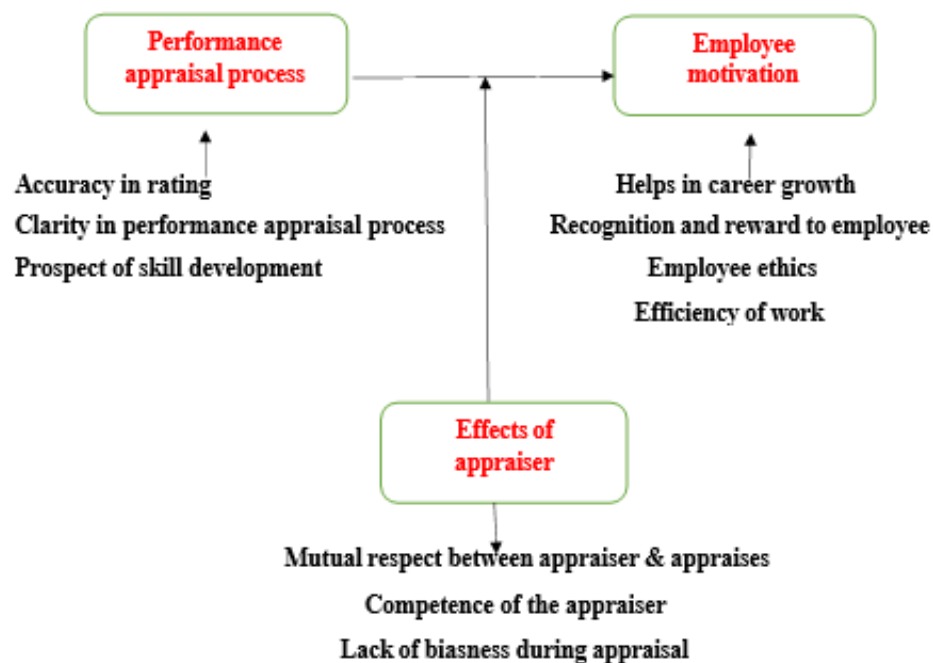 Performance
appraisal process
Employee
motivation
Accuracy in rating
Clarity in performance appraisal process
Prospect of skill development
Helps in career growth
Recognition and reward to employee
Employee ethics
Efficiency of work
Effects of
appraiser
Mutual respect between appraiser & appraises
Competence of the appraiser
Lack of biasness during appraisal